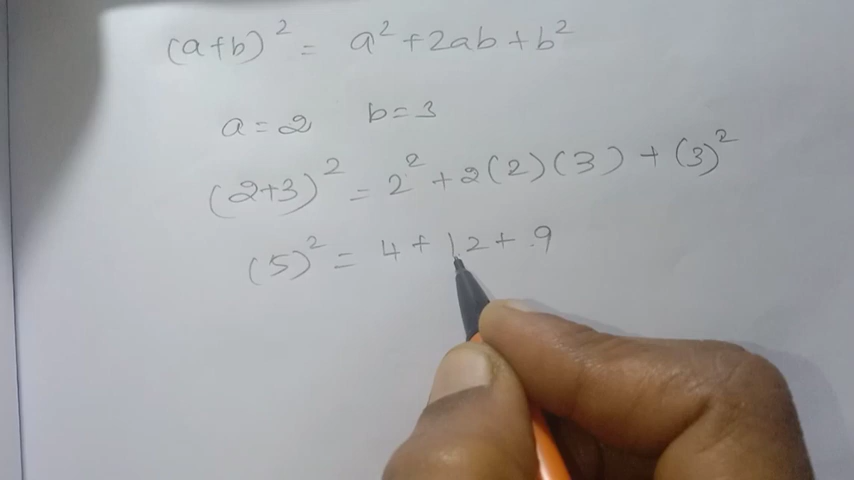 (a+b)² = a² + 2ab + b²
a = 2 b = 3
(2+3)² = 2² + 2(2)(3) + (3)²
(5)² = 4 + 12 + 9